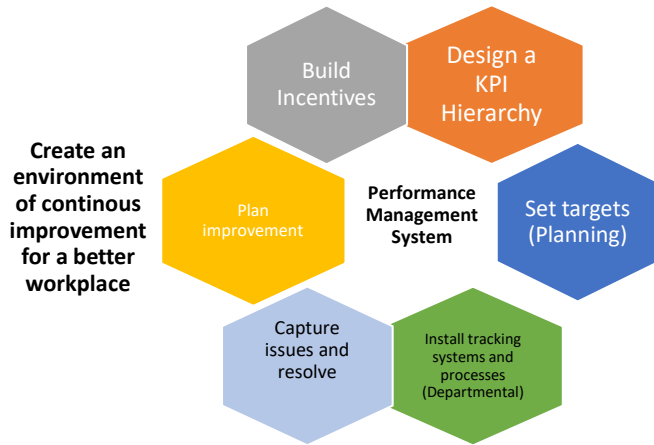 Build
Incentives
Design a
KPI
Hierarchy
Create an
environment
of continous
improvement
for a better
workplace
Plan
improvement
Performance
Management
System
Set targets
(Planning)
Capture
issues and
resolve
Install tracking
systems and
processes
(Departmental)